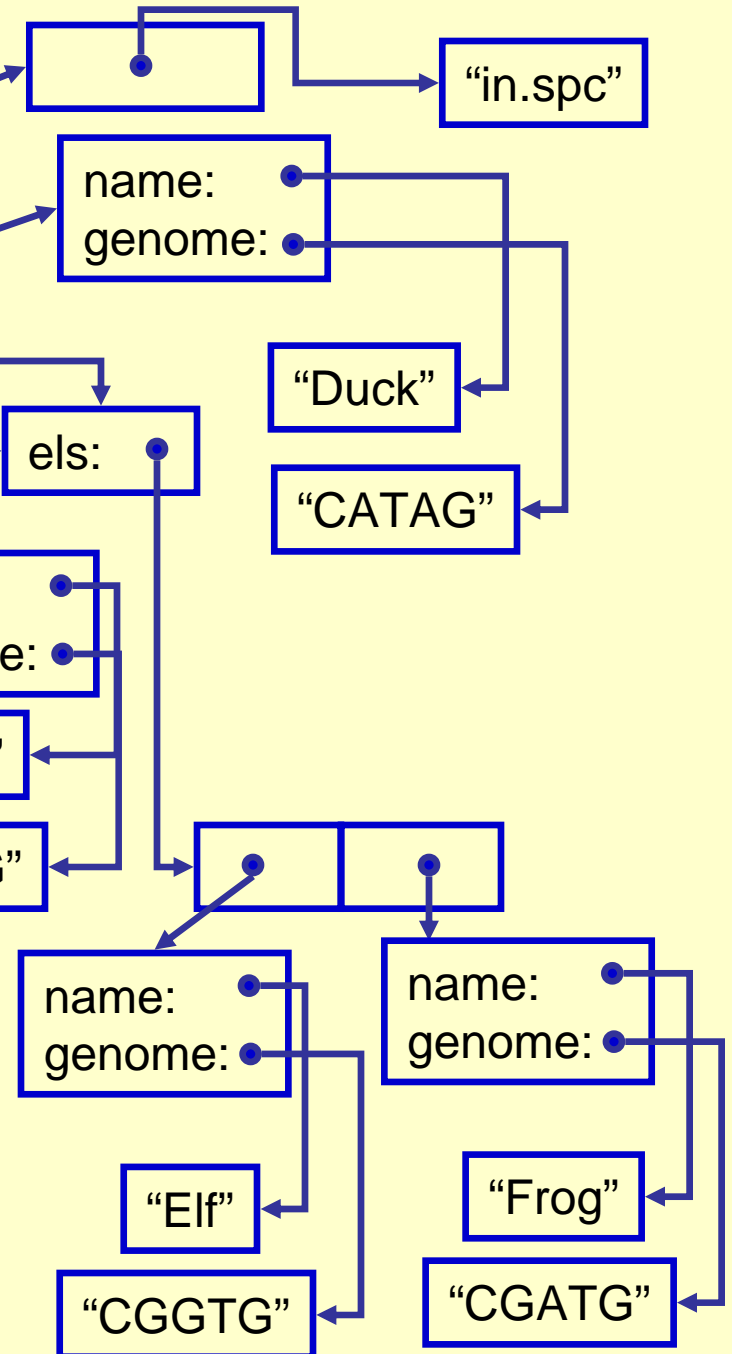 “in.spc”
name:
genome:
“Duck”
els:
“CATAG”
e:
”
”
name:
genome:
name:
genome:
“Elf”
“Frog”
“CGGTG”
“CGATG”